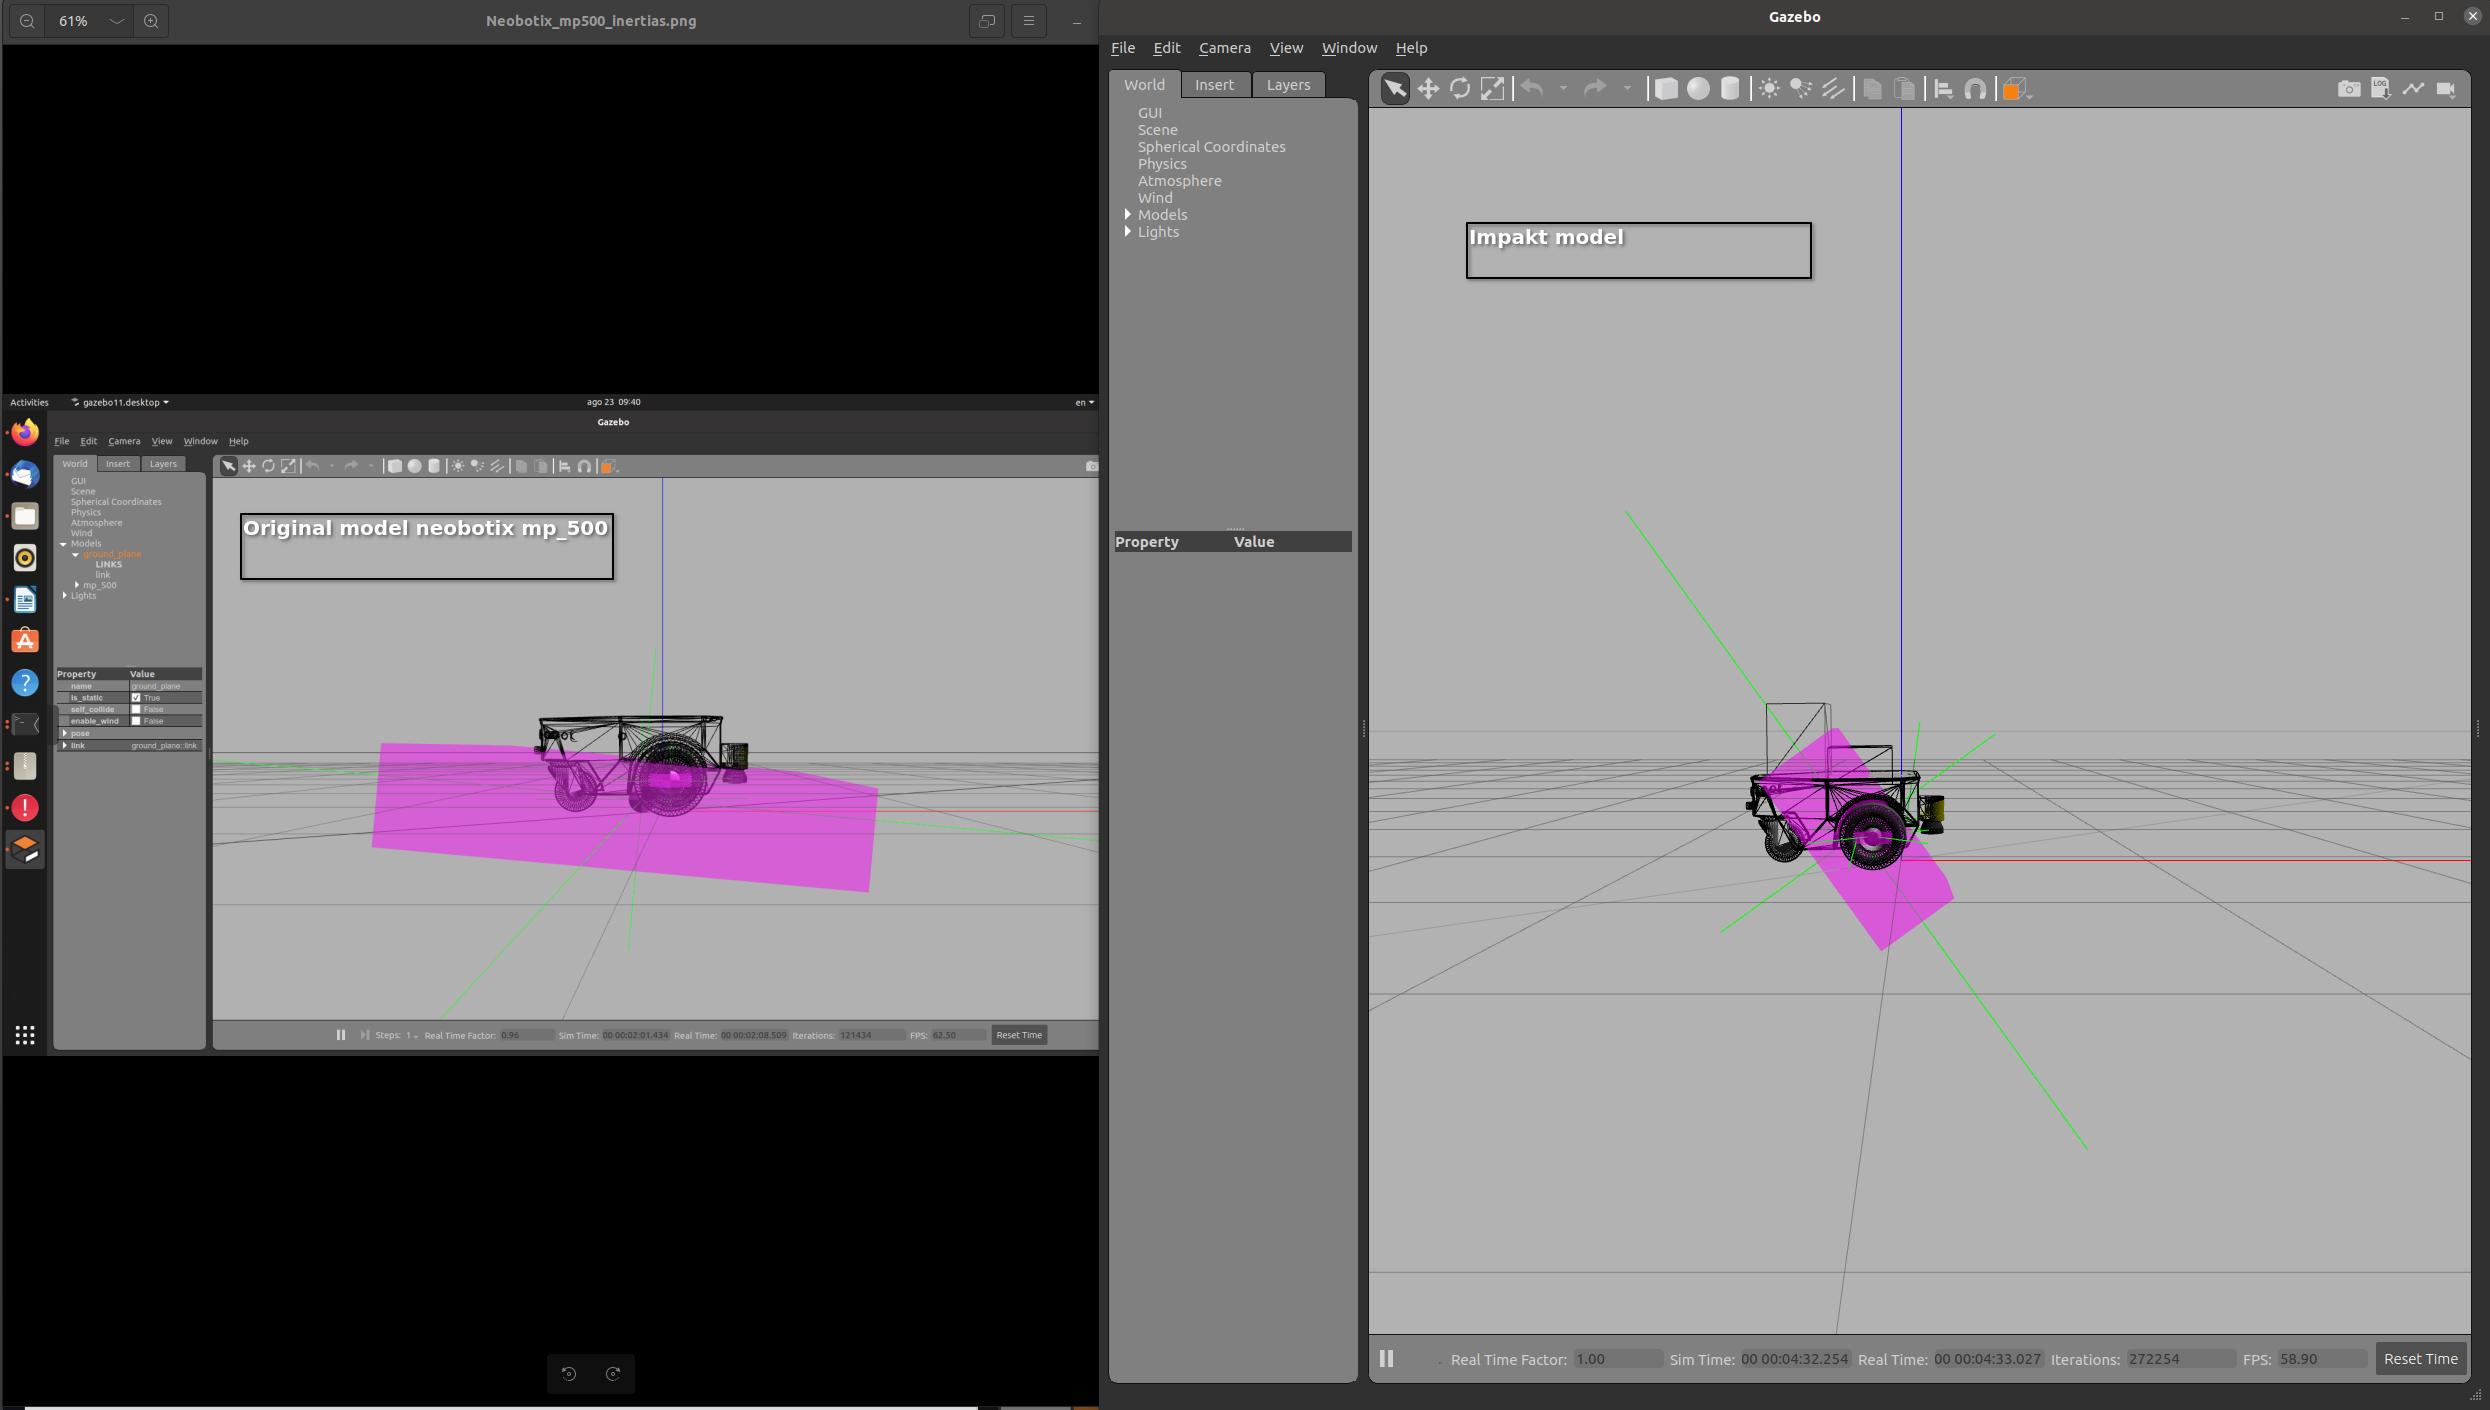 61%
Neobotix_mp500_inertias.png
Activities
gazebo11.desktop
ago 23 09:40
en
Gazebo
File Edit Camera View Window Help
World Insert Layers
GUI
Scene
Spherical Coordinates
Physics
Atmosphere
Wind
Models
ground_plane
LINKS
link
mp_500
Lights
Property Value
name ground_plane
is_static True
self_collide False
enable_wind False
pose
link ground_plane::link
Original model neobotix mp_500
Steps: 1 Real Time Factor: 0.96 Sim Time: 00 00:02:01.434 Real Time: 00 00:02:08.509 Iterations: 121434 FPS: 62.50 Reset Time
Gazebo
File Edit Camera View Window Help
World Insert Layers
GUI
Scene
Spherical Coordinates
Physics
Atmosphere
Wind
Models
Lights
Property Value
LOG
Impakt model
Real Time Factor: 1.00 Sim Time: 00 00:04:32.254 Real Time: 00 00:04:33.027 Iterations: 272254 FPS: 58.90 Reset Time